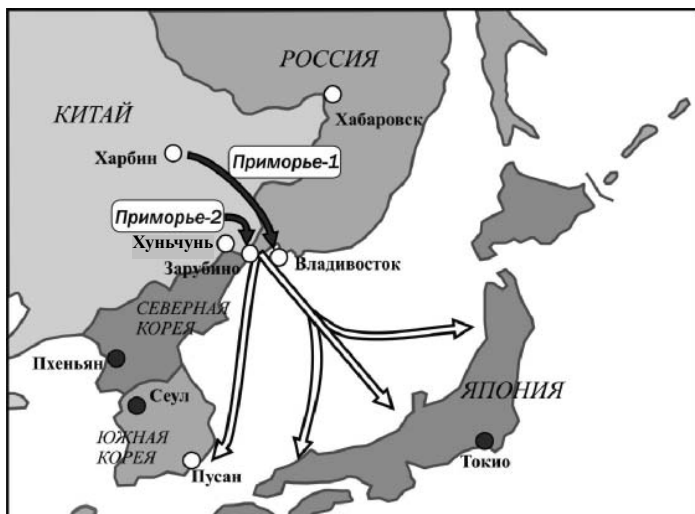 РОССИЯ
Хабаровск
КИТАЙ
Харбин
Приморье-1
Приморье-2
Хуньчунь
Зарубино
Владивосток
СЕВЕРНАЯ
КОРЕЯ
Пхеньян
Сеул
ЮЖНАЯ
КОРЕЯ
Пусан
ЯПОНИЯ
Токио